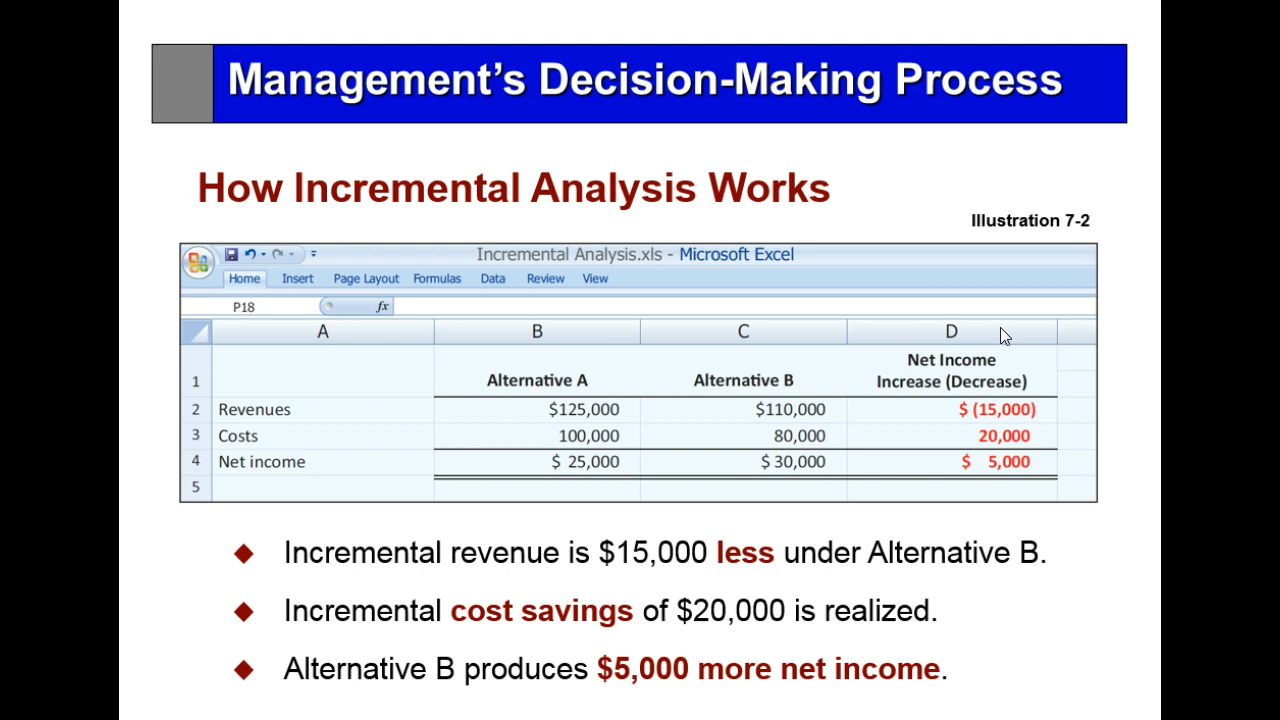 Management’s Decision-Making Process
How Incremental Analysis Works
Illustration 7-2
Incremental Analysis.xls - Microsoft Excel
Home Insert Page Layout Formulas Data Review View
P18 fx
A B C D
Net Income
1 Alternative A Alternative B Increase (Decrease)
2 Revenues $125,000 $110,000 $ (15,000)
3 Costs 100,000 80,000 20,000
4 Net income $ 25,000 $ 30,000 $ 5,000
5
Incremental revenue is $15,000 less under Alternative B.
Incremental cost savings of $20,000 is realized.
Alternative B produces $5,000 more net income.